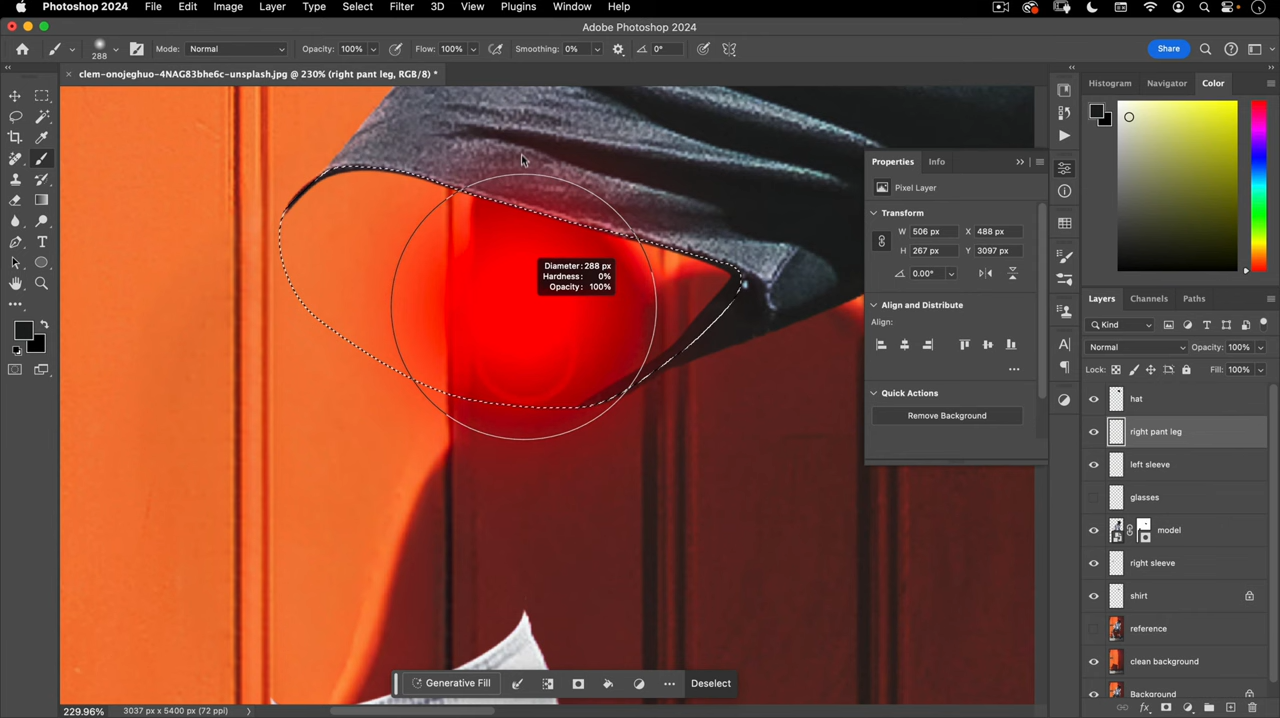 Photoshop 2024 File Edit Image Layer Type Select Filter 3D View Plugins Window Help
Adobe Photoshop 2024
288 Mode: Normal Opacity: 100% Flow: 100% Smoothing: 0% 0° Share
clem-onojeghuo-4NAG83bhe6c-unsplash.jpg @ 230% (right pant leg, RGB/8) *
Histogram Navigator Color
Properties Info
Pixel Layer
Transform
W 506 px X 488 px
H 267 px Y 3097 px
0.00°
Align and Distribute
Align:
Quick Actions
Remove Background
Diameter: 288 px
Hardness: 0%
Opacity: 100%
Layers Channels Paths
Kind
Normal Opacity: 100%
Lock: Fill: 100%
hat
right pant leg
left sleeve
glasses
model
right sleeve
shirt
reference
clean background
Background
Generative Fill Deselect
229.96% 3037 px x 5400 px (72 ppi)